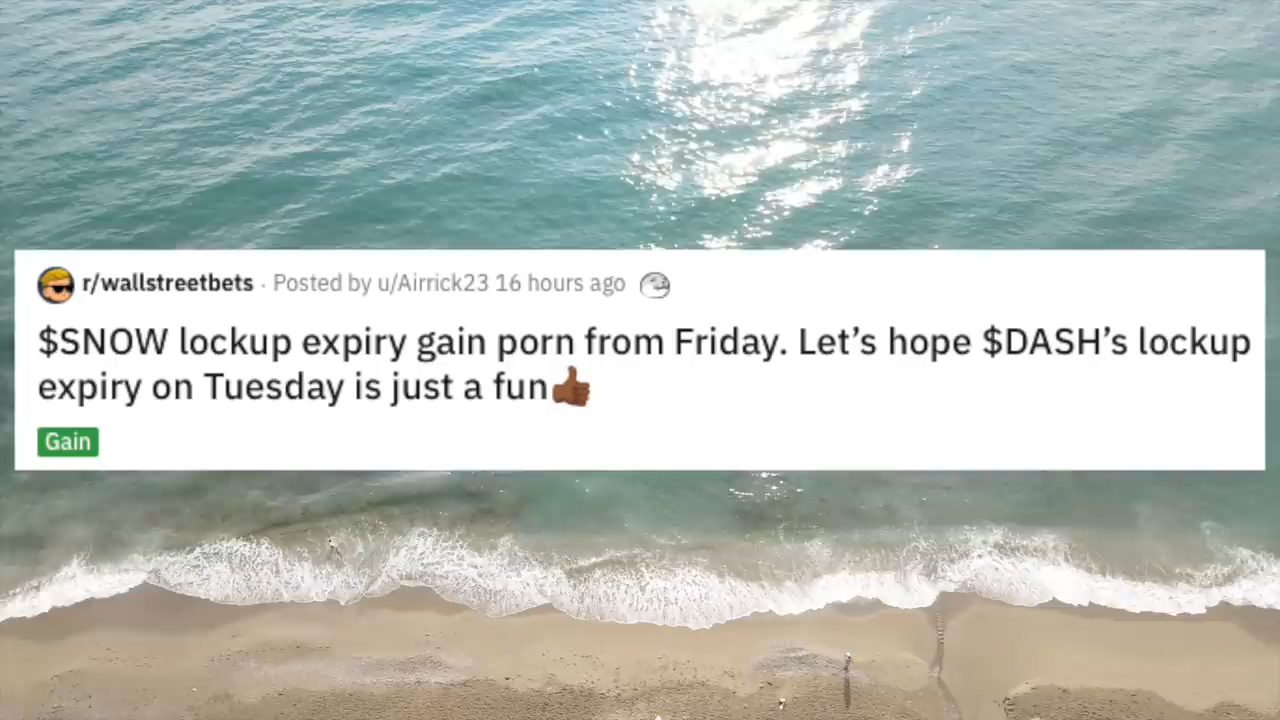 r/wallstreetbets · Posted by u/Airrick23 16 hours ago
$SNOW lockup expiry gain porn from Friday. Let’s hope $DASH’s lockup
expiry on Tuesday is just a fun👍🏾
Gain